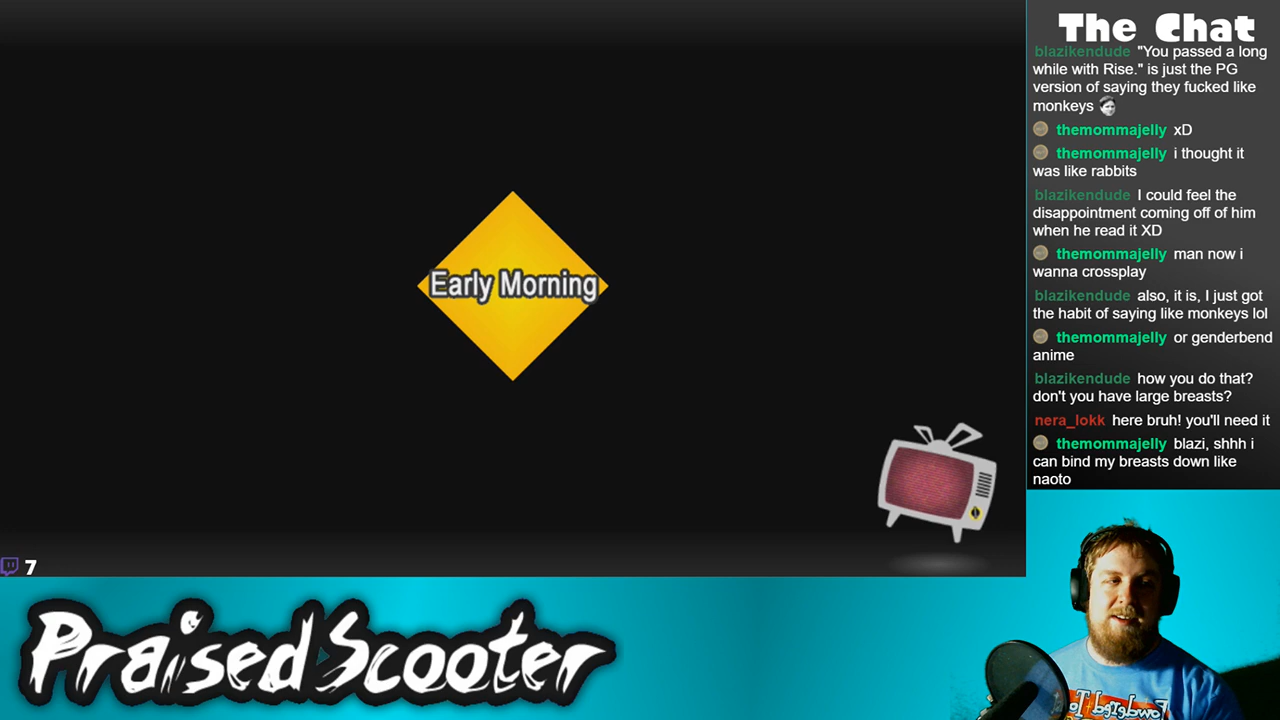 The Chat
blazikendude "You passed a long
while with Rise." is just the PG
version of saying they fucked like
monkeys
themommajelly xD
themommajelly i thought it
was like rabbits
blazikendude I could feel the
disappointment coming off of him
when he read it XD
themommajelly man now i
wanna crossplay
blazikendude also, it is, I just got
the habit of saying like monkeys lol
themommajelly or genderbend
anime
blazikendude how you do that?
don't you have large breasts?
nera_lokk here bruh! you'll need it
themommajelly blazi, shhh i
can bind my breasts down like
naoto
Early Morning
7
PraisedScooter